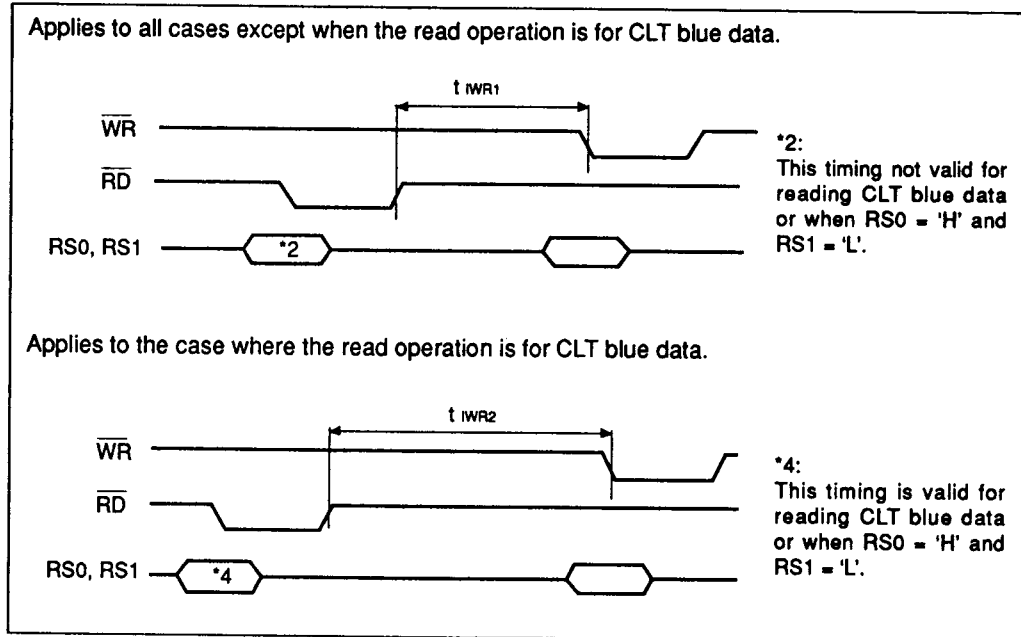 Applies to all cases except when the read operation is for CLT blue data.
t IWR1
WR
RD
RS0, RS1
*2
*2:
This timing not valid for
reading CLT blue data
or when RS0 = 'H' and
RS1 = 'L'.
Applies to the case where the read operation is for CLT blue data.
t IWR2
WR
RD
RS0, RS1
*4
*4:
This timing is valid for
reading CLT blue data
or when RS0 = 'H' and
RS1 = 'L'.